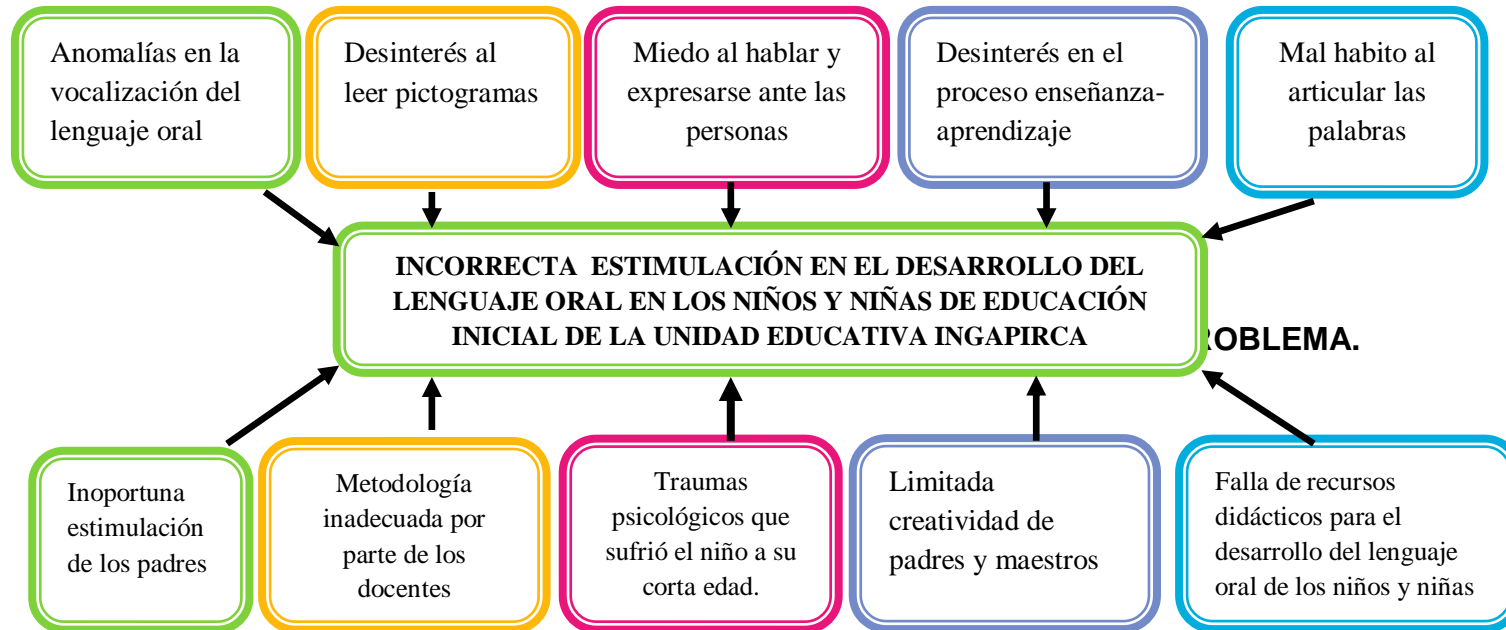 Anomalías en la
vocalización del
lenguaje oral
Desinterés al
leer pictogramas
Miedo al hablar y
expresarse ante las
personas
Desinterés en el
proceso enseñanza-
aprendizaje
Mal habito al
articular las
palabras
INCORRECTA ESTIMULACIÓN EN EL DESARROLLO DEL
LENGUAJE ORAL EN LOS NIÑOS Y NIÑAS DE EDUCACIÓN
INICIAL DE LA UNIDAD EDUCATIVA INGAPIRCA
ROBLEMA.
Inoportuna
estimulación
de los padres
Metodología
inadecuada por
parte de los
docentes
Traumas
psicológicos que
sufrió el niño a su
corta edad.
Limitada
creatividad de
padres y maestros
Falla de recursos
didácticos para el
desarrollo del lenguaje
oral de los niños y niñas